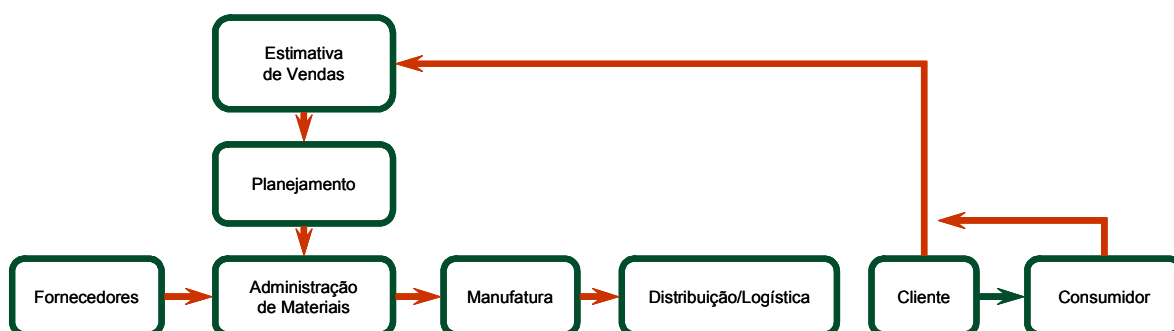 Estimativa
de Vendas
Planejamento
Fornecedores
Administração
de Materiais
Manufatura
Distribuição/Logística
Cliente
Consumidor